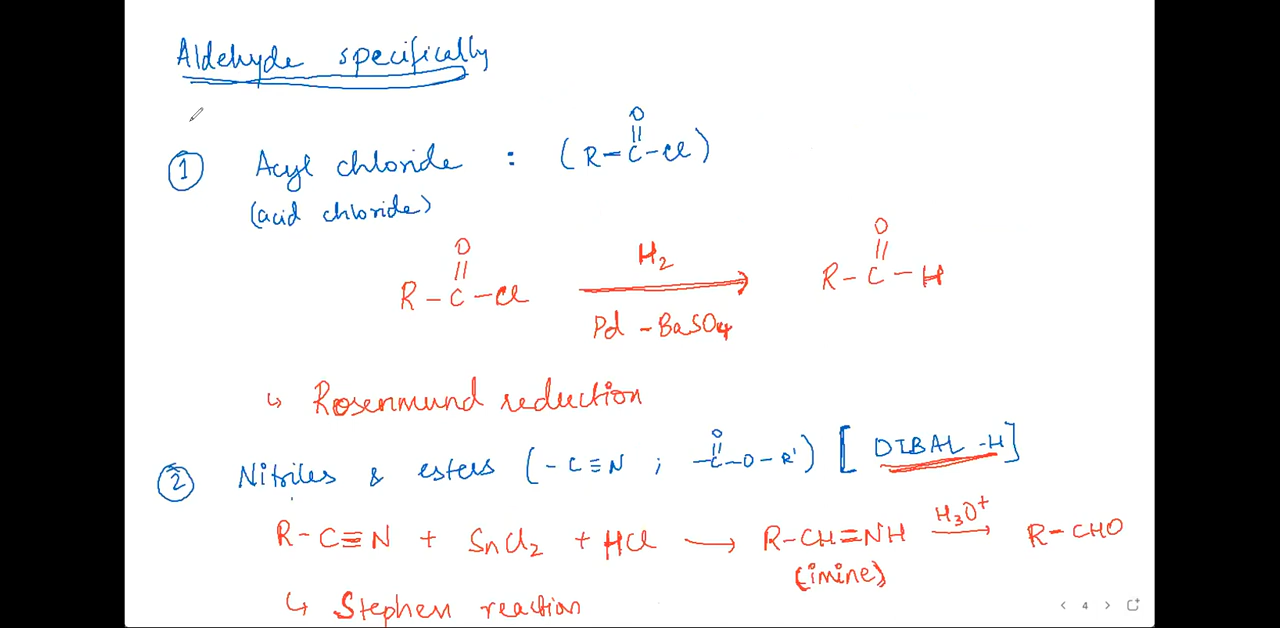 Aldehyde specifically
① Acyl chloride : (R-C-Cl)
O
||
(acid chloride)
O
||
R-C-Cl
H₂
Pd - BaSO₄
O
||
R-C-H
↳ Rosenmund reduction
② Nitriles & esters (-C≡N ; -C-O-R') [DIBAL-H]
O
||
R-C≡N + SnCl₂ + HCl → R-CH=NH H₃O⁺ → R-CHO
(imine)
↳ Stephen reaction
< 4 >